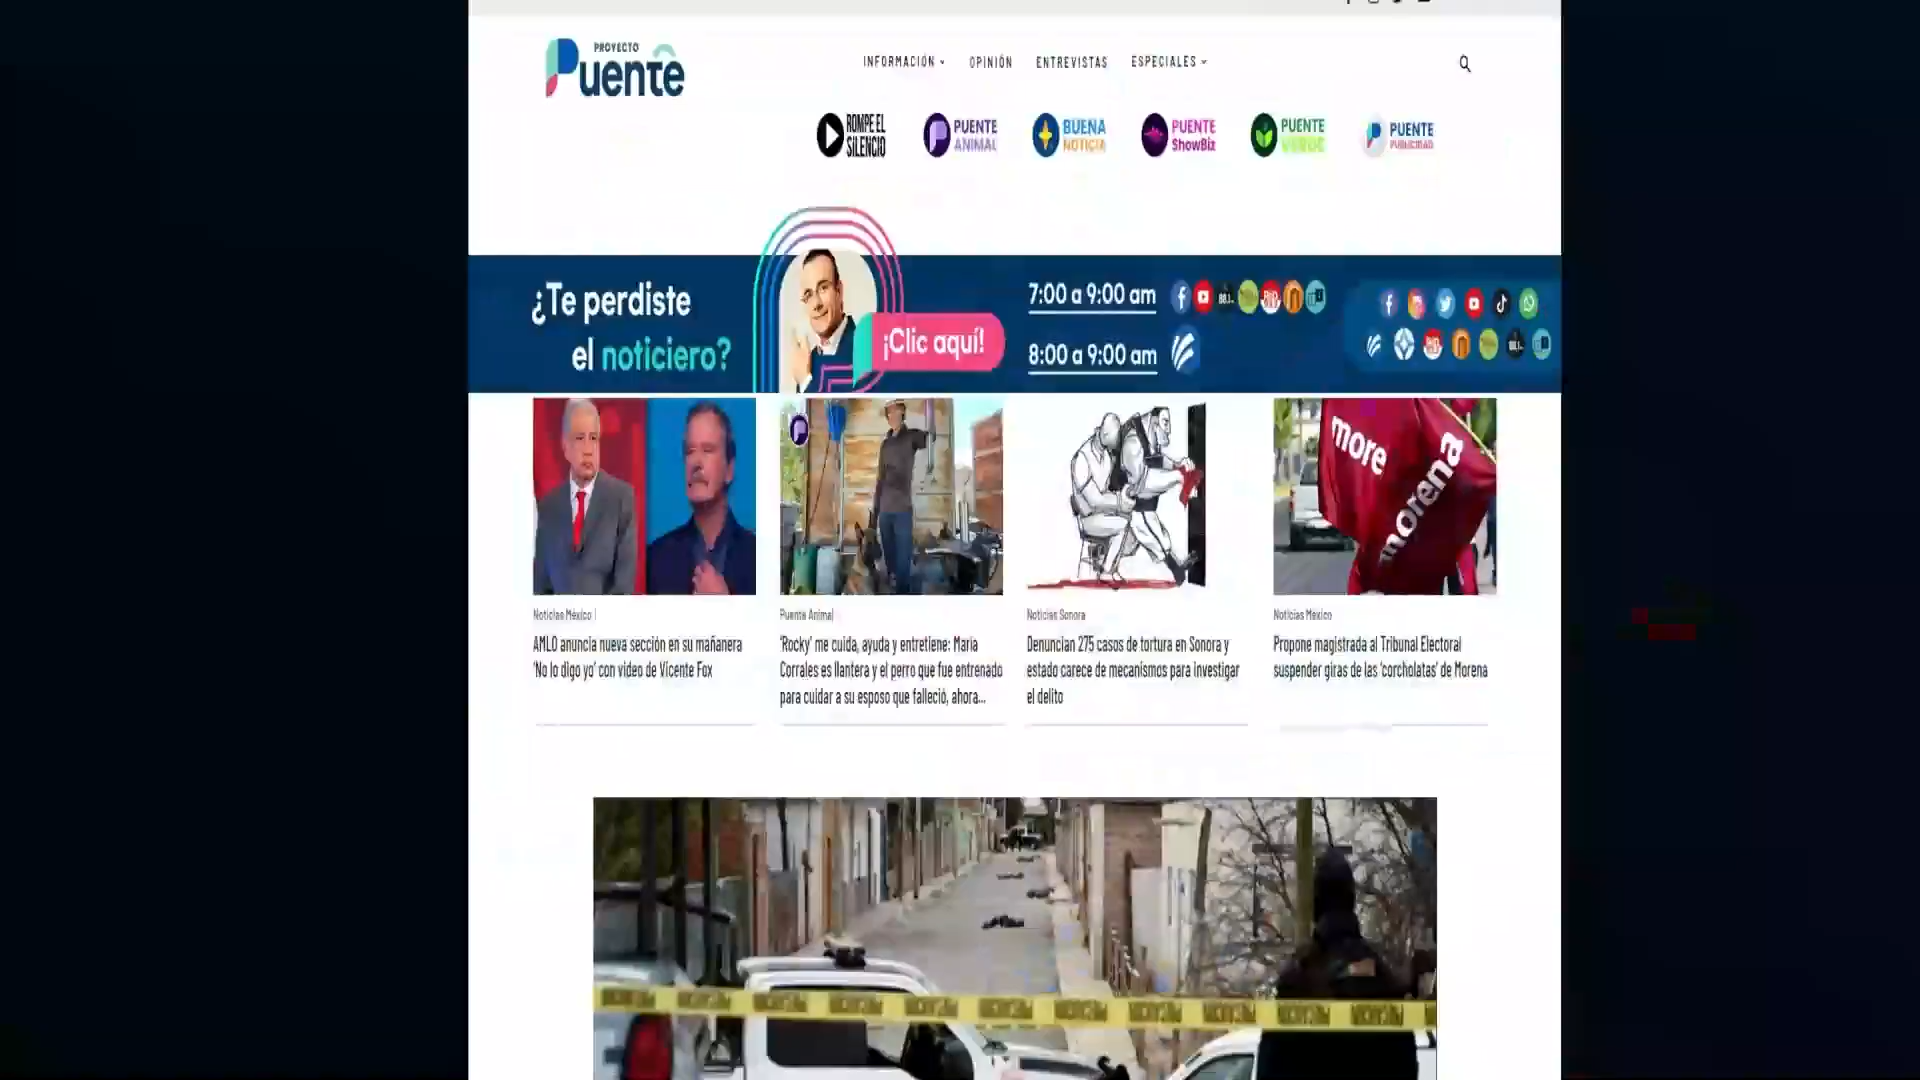 PROYECTO
Puente
INFORMACIÓN OPINIÓN ENTREVISTAS ESPECIALES
ROMPE EL
SILENCIO
PUENTE
ANIMAL
BUENA
NOTICIA
PUENTE
ShowBiz
PUENTE
VERDE
PUENTE
PUBLICIDAD
¿Te perdiste
el noticiero?
¡Clic aquí!
7:00 a 9:00 am
8:00 a 9:00 am
more
morena
Noticias México |
AMLO anuncia nueva sección en su mañanera
'No lo digo yo' con video de Vicente Fox
Puente Animal
'Rocky' me cuida, ayuda y entretiene: María
Corrales es llantera y el perro que fue entrenado
para cuidar a su esposo que falleció, ahora...
Noticias Sonora
Denuncian 275 casos de tortura en Sonora y
estado carece de mecanismos para investigar
el delito
Noticias México
Propone magistrada al Tribunal Electoral
suspender giras de las 'corcholatas' de Morena